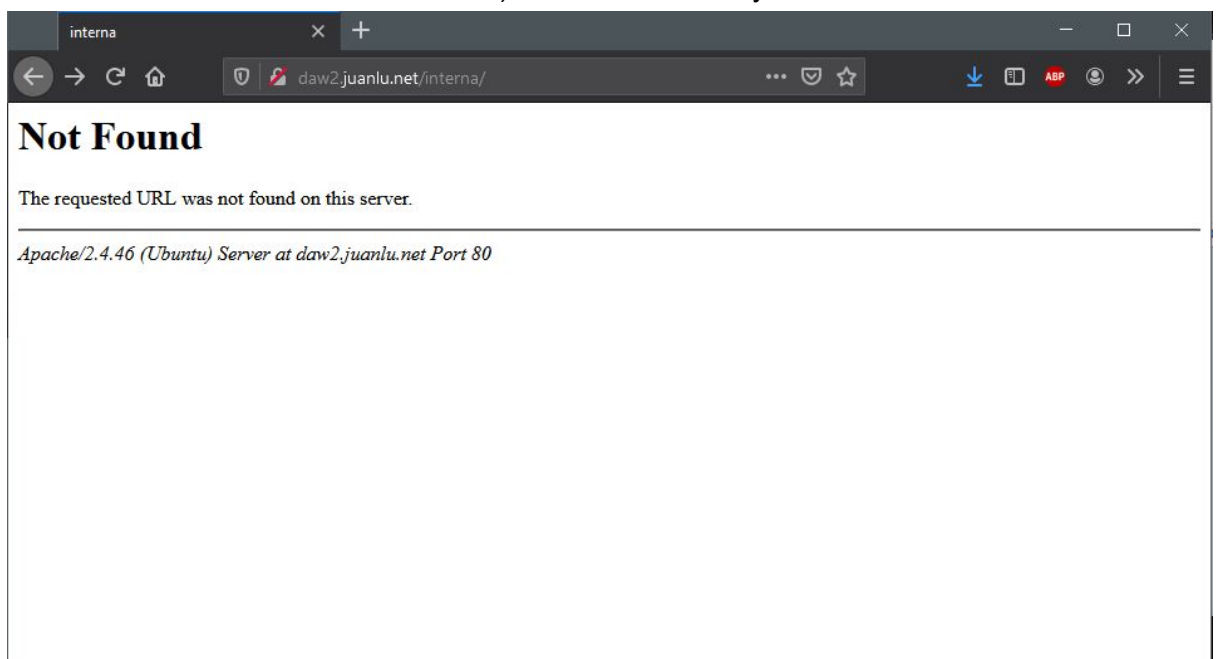 interna
daw2.juanlu.net/interna/
ABP
Not Found
The requested URL was not found on this server.
Apache/2.4.46 (Ubuntu) Server at daw2.juanlu.net Port 80